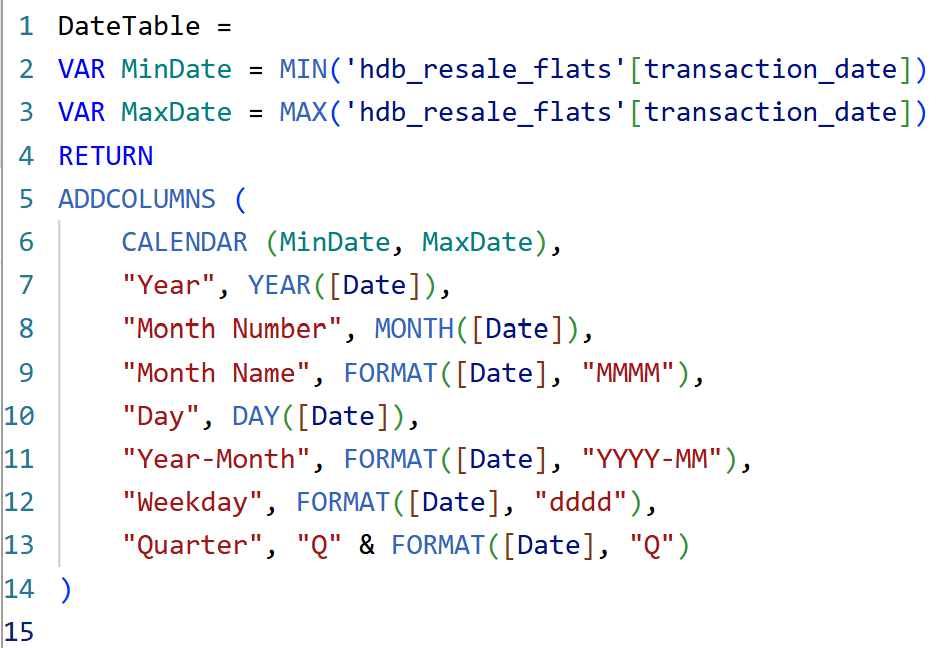 1 DateTable =
2 VAR MinDate = MIN('hdb_resale_flats'[transaction_date])
3 VAR MaxDate = MAX('hdb_resale_flats'[transaction_date])
4 RETURN
5 ADDCOLUMNS (
6     CALENDAR (MinDate, MaxDate),
7     "Year", YEAR([Date]),
8     "Month Number", MONTH([Date]),
9     "Month Name", FORMAT([Date], "MMMM"),
10     "Day", DAY([Date]),
11     "Year-Month", FORMAT([Date], "YYYY-MM"),
12     "Weekday", FORMAT([Date], "dddd"),
13     "Quarter", "Q" & FORMAT([Date], "Q")
14 )
15